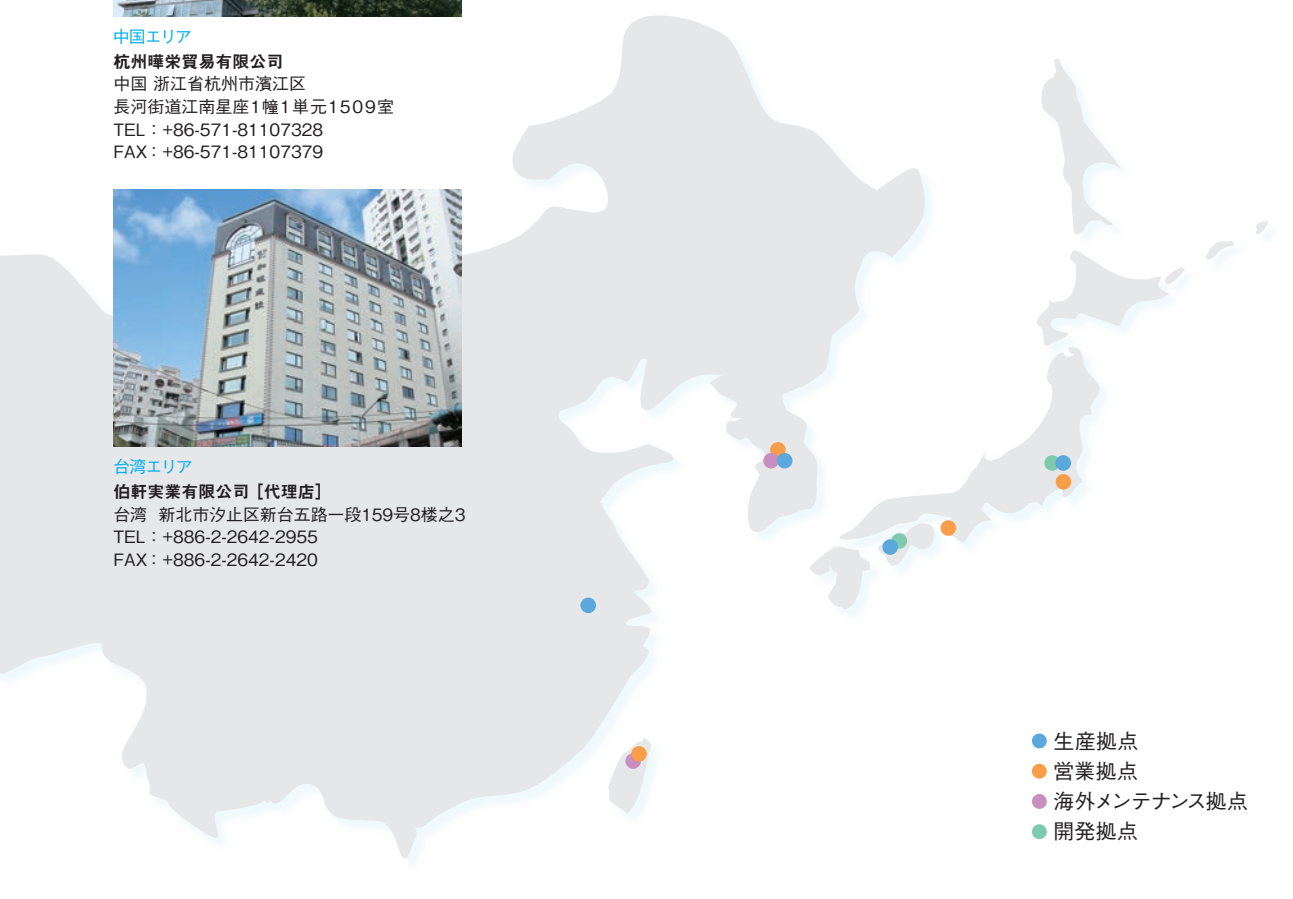 中国エリア
杭州曄栄貿易有限公司
中国 浙江省杭州市濱江区
長河街道江南星座1幢1単元1509室
TEL：+86-571-81107328
FAX：+86-571-81107379
台湾エリア
伯軒実業有限公司［代理店］
台湾 新北市汐止区新台五路一段159号8楼之3
TEL：+886-2-2642-2955
FAX：+886-2-2642-2420
生産拠点
営業拠点
海外メンテナンス拠点
開発拠点